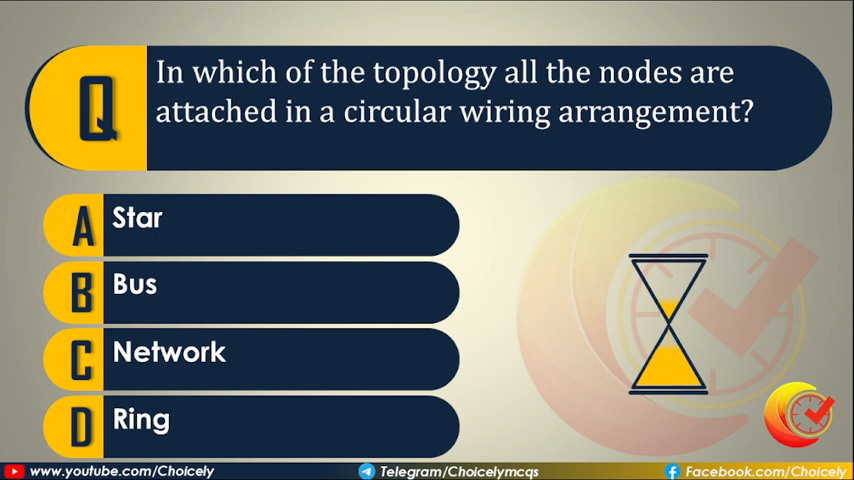 Q
In which of the topology all the nodes are
attached in a circular wiring arrangement?
A Star
B Bus
C Network
D Ring
www.youtube.com/Choicely Telegram/Choicelymcqs Facebook.com/Choicely